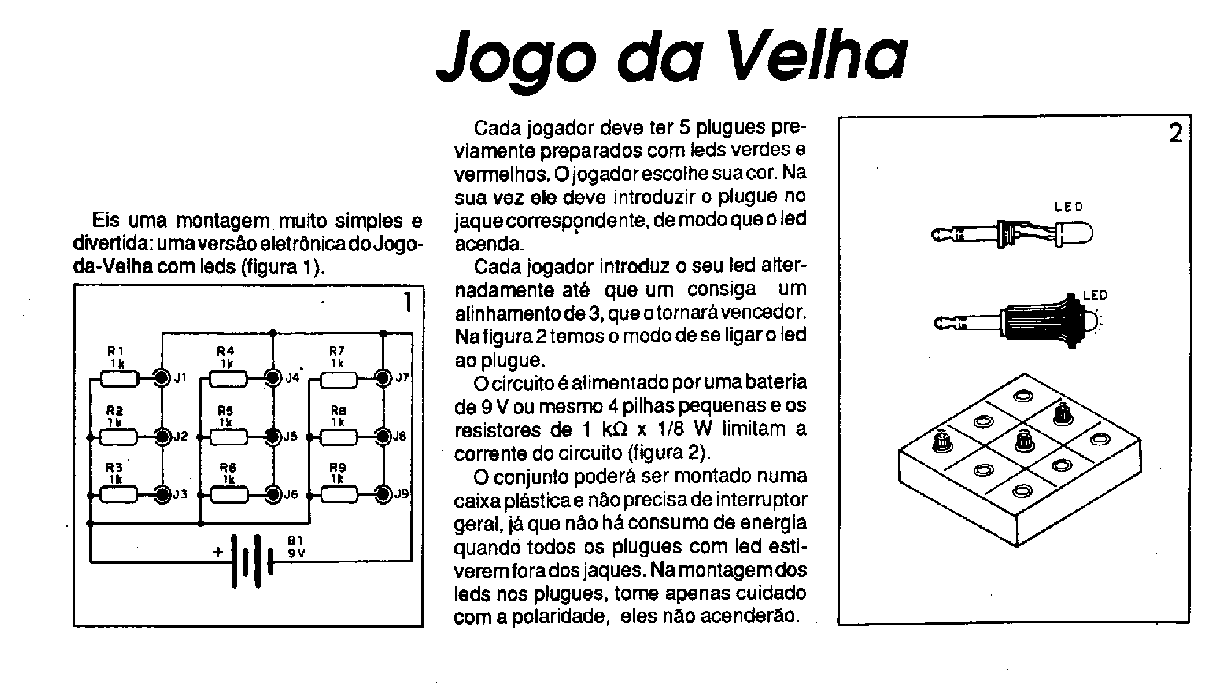 Jogo da Velha
Eis uma montagem muito simples e
divertida: uma versão eletrônica do Jogo-
da-Velha com leds (figura 1).
1
R1
1k
J1
R4
1k
J4
R7
1k
J7
R2
1k
J2
R5
1k
J5
R8
1k
J8
R3
1k
J3
R6
1k
J6
R9
1k
J9
+
B1
9V
Cada jogador deve ter 5 plugues pre-
viamente preparados com leds verdes e
vermelhos. O jogador escolhe sua cor. Na
sua vez ele deve introduzir o plugue no
jaque correspondente, de modo que o led
acenda.
Cada jogador introduz o seu led alter-
nadamente até que um consiga um
alinhamento de 3, que o tornará vencedor.
Na figura 2 temos o modo de se ligar o led
ao plugue.
O circuito é alimentado por uma bateria
de 9 V ou mesmo 4 pilhas pequenas e os
resistores de 1 kΩ x 1/8 W limitam a
corrente do circuito (figura 2).
O conjunto poderá ser montado numa
caixa plástica e não precisa de interruptor
geral, já que não há consumo de energia
quando todos os plugues com led esti-
verem fora dos jaques. Na montagem dos
leds nos plugues, tome apenas cuidado
com a polaridade, eles não acenderão.
2
LED
LED